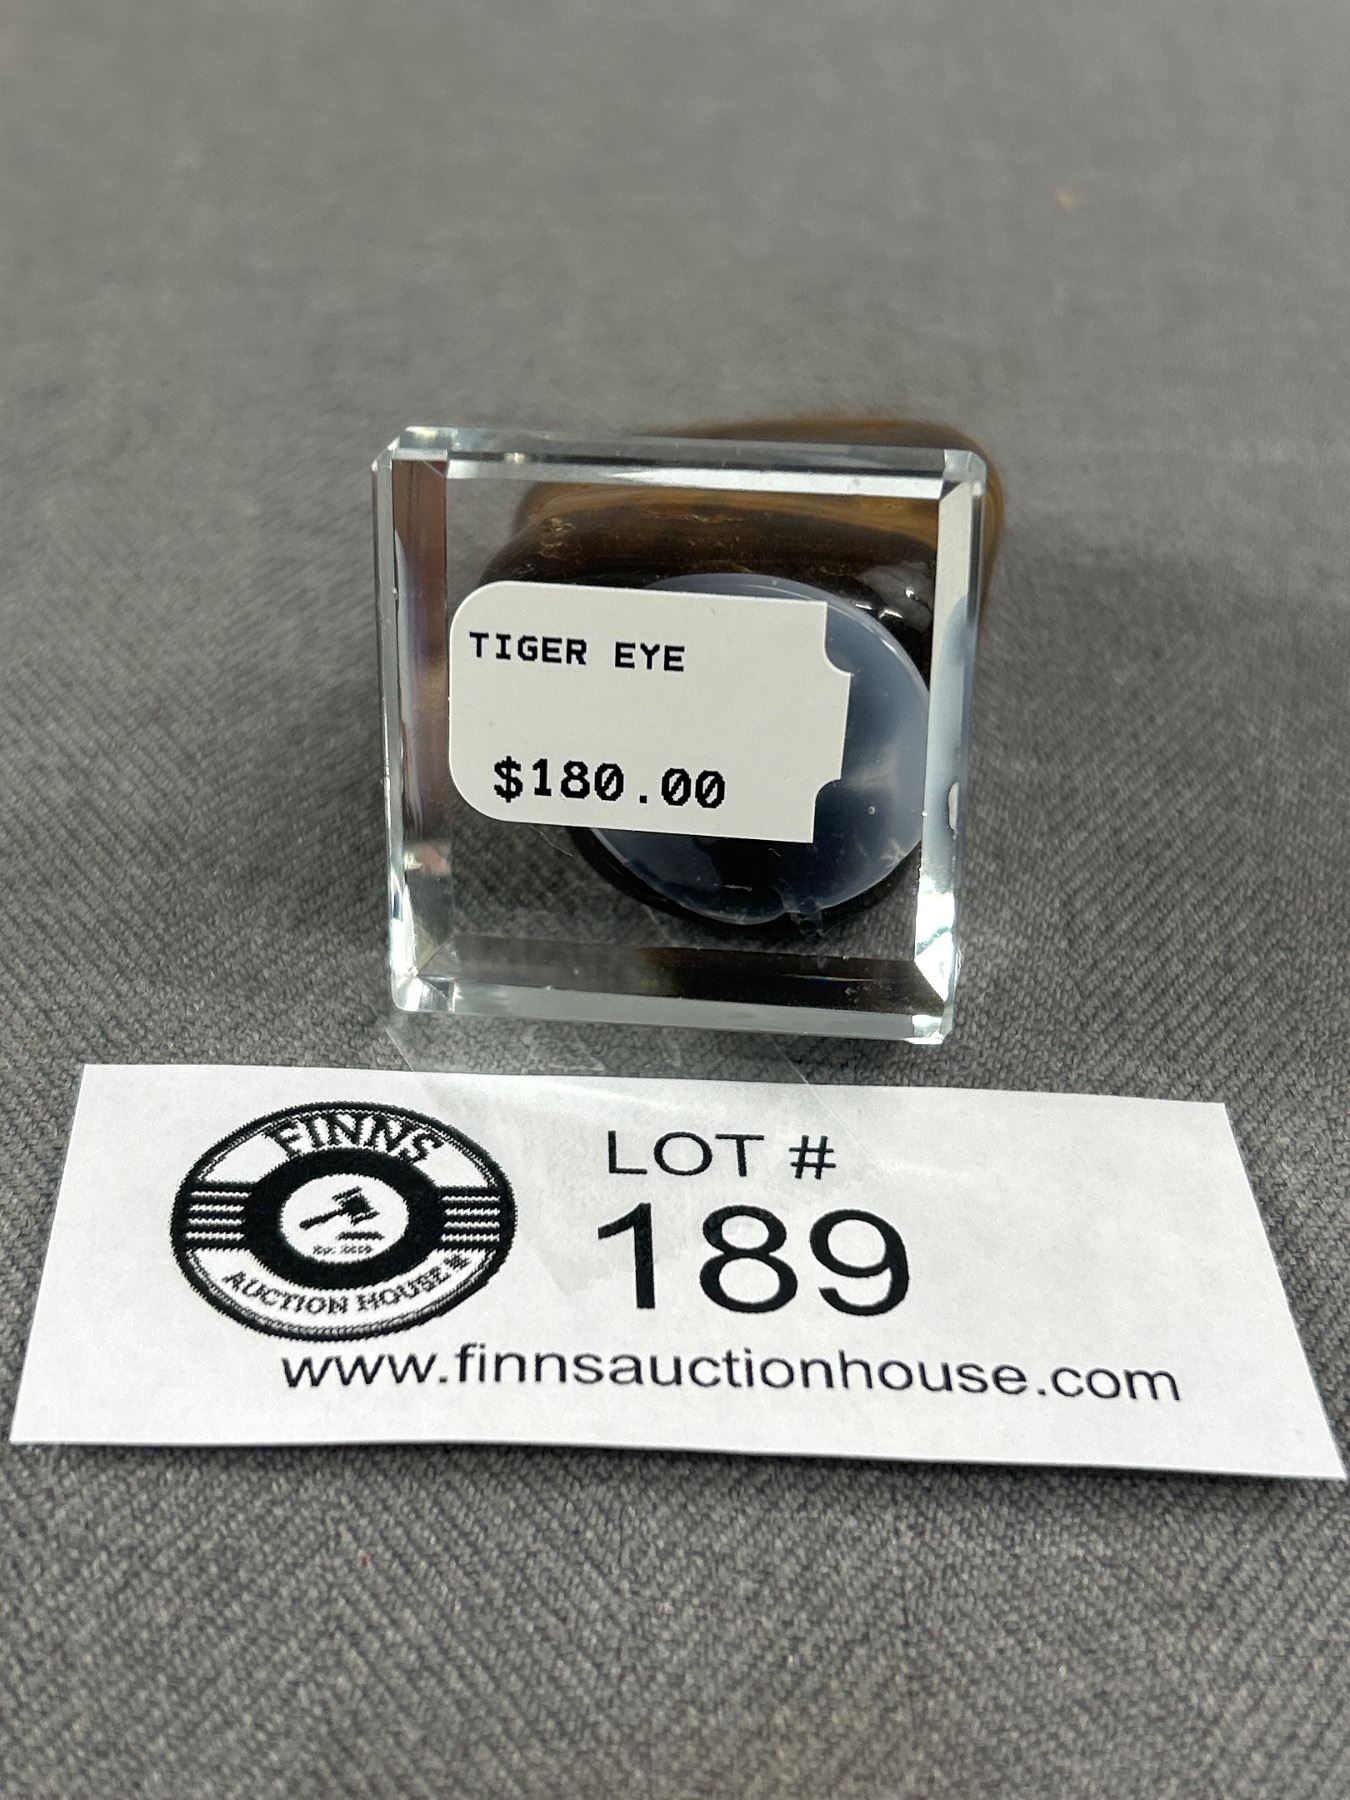 TIGER EYE
$180.00
FINNS
AUCTION HOUSE
LOT #
189
www.finnsauctionhouse.com